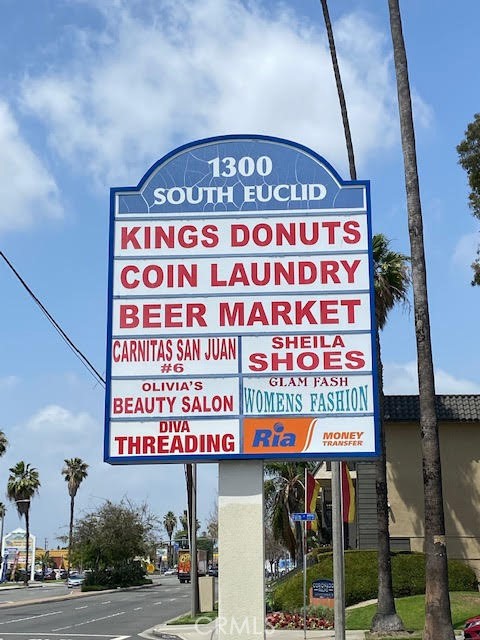 1300
SOUTH EUCLID
KINGS DONUTS
COIN LAUNDRY
BEER MARKET
CARNITAS SAN JUAN
#6
SHEILA
SHOES
OLIVIA'S
BEAUTY SALON
GLAM FASH
WOMENS FASHION
DIVA
THREADING
Ria MONEY
TRANSFER
CRMLS